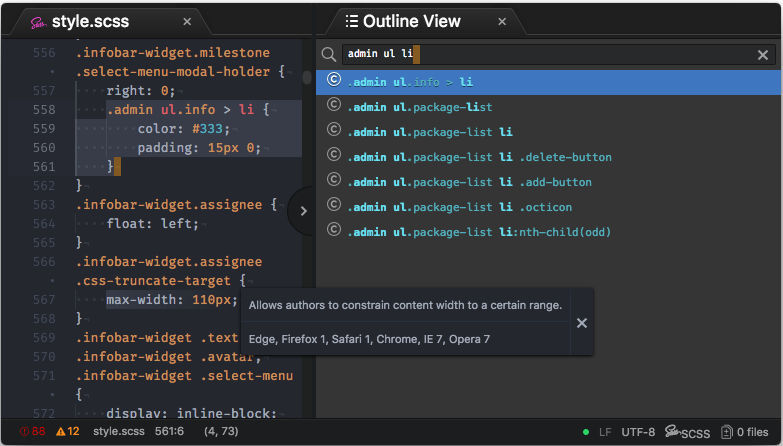 style.scss
Outline View
556 .infobar-widget.milestone
.select-menu-modal-holder {
557 right: 0;
558 .admin ul.info > li {
559 color: #333;
560 padding: 15px 0;
561 }
562 }
563 .infobar-widget.assignee {
564 float: left;
565 }
566 .infobar-widget.assignee
.css-truncate-target {
567 max-width: 110px;
568 }
569 .infobar-widget .text
570 .infobar-widget .avatar,
571 .infobar-widget .select-menu
{
572 display: inline-block;
admin ul li
.admin ul.info > li
.admin ul.package-list
.admin ul.package-list li
.admin ul.package-list li .delete-button
.admin ul.package-list li .add-button
.admin ul.package-list li .octicon
.admin ul.package-list li:nth-child(odd)
Allows authors to constrain content width to a certain range.
Edge, Firefox 1, Safari 1, Chrome, IE 7, Opera 7
88 12 style.scss 561:6 (4, 73)
LF UTF-8 SCSS 0 files